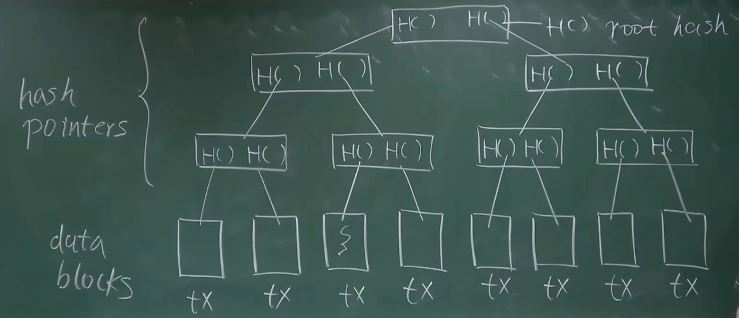 H( ) H( ) H( ) root hash
H( ) H( ) H( ) H( )
hash
pointers
H( ) H( ) H( ) H( ) H( ) H( ) H( ) H( )
data
blocks
tx tx tx tx tx tx tx tx